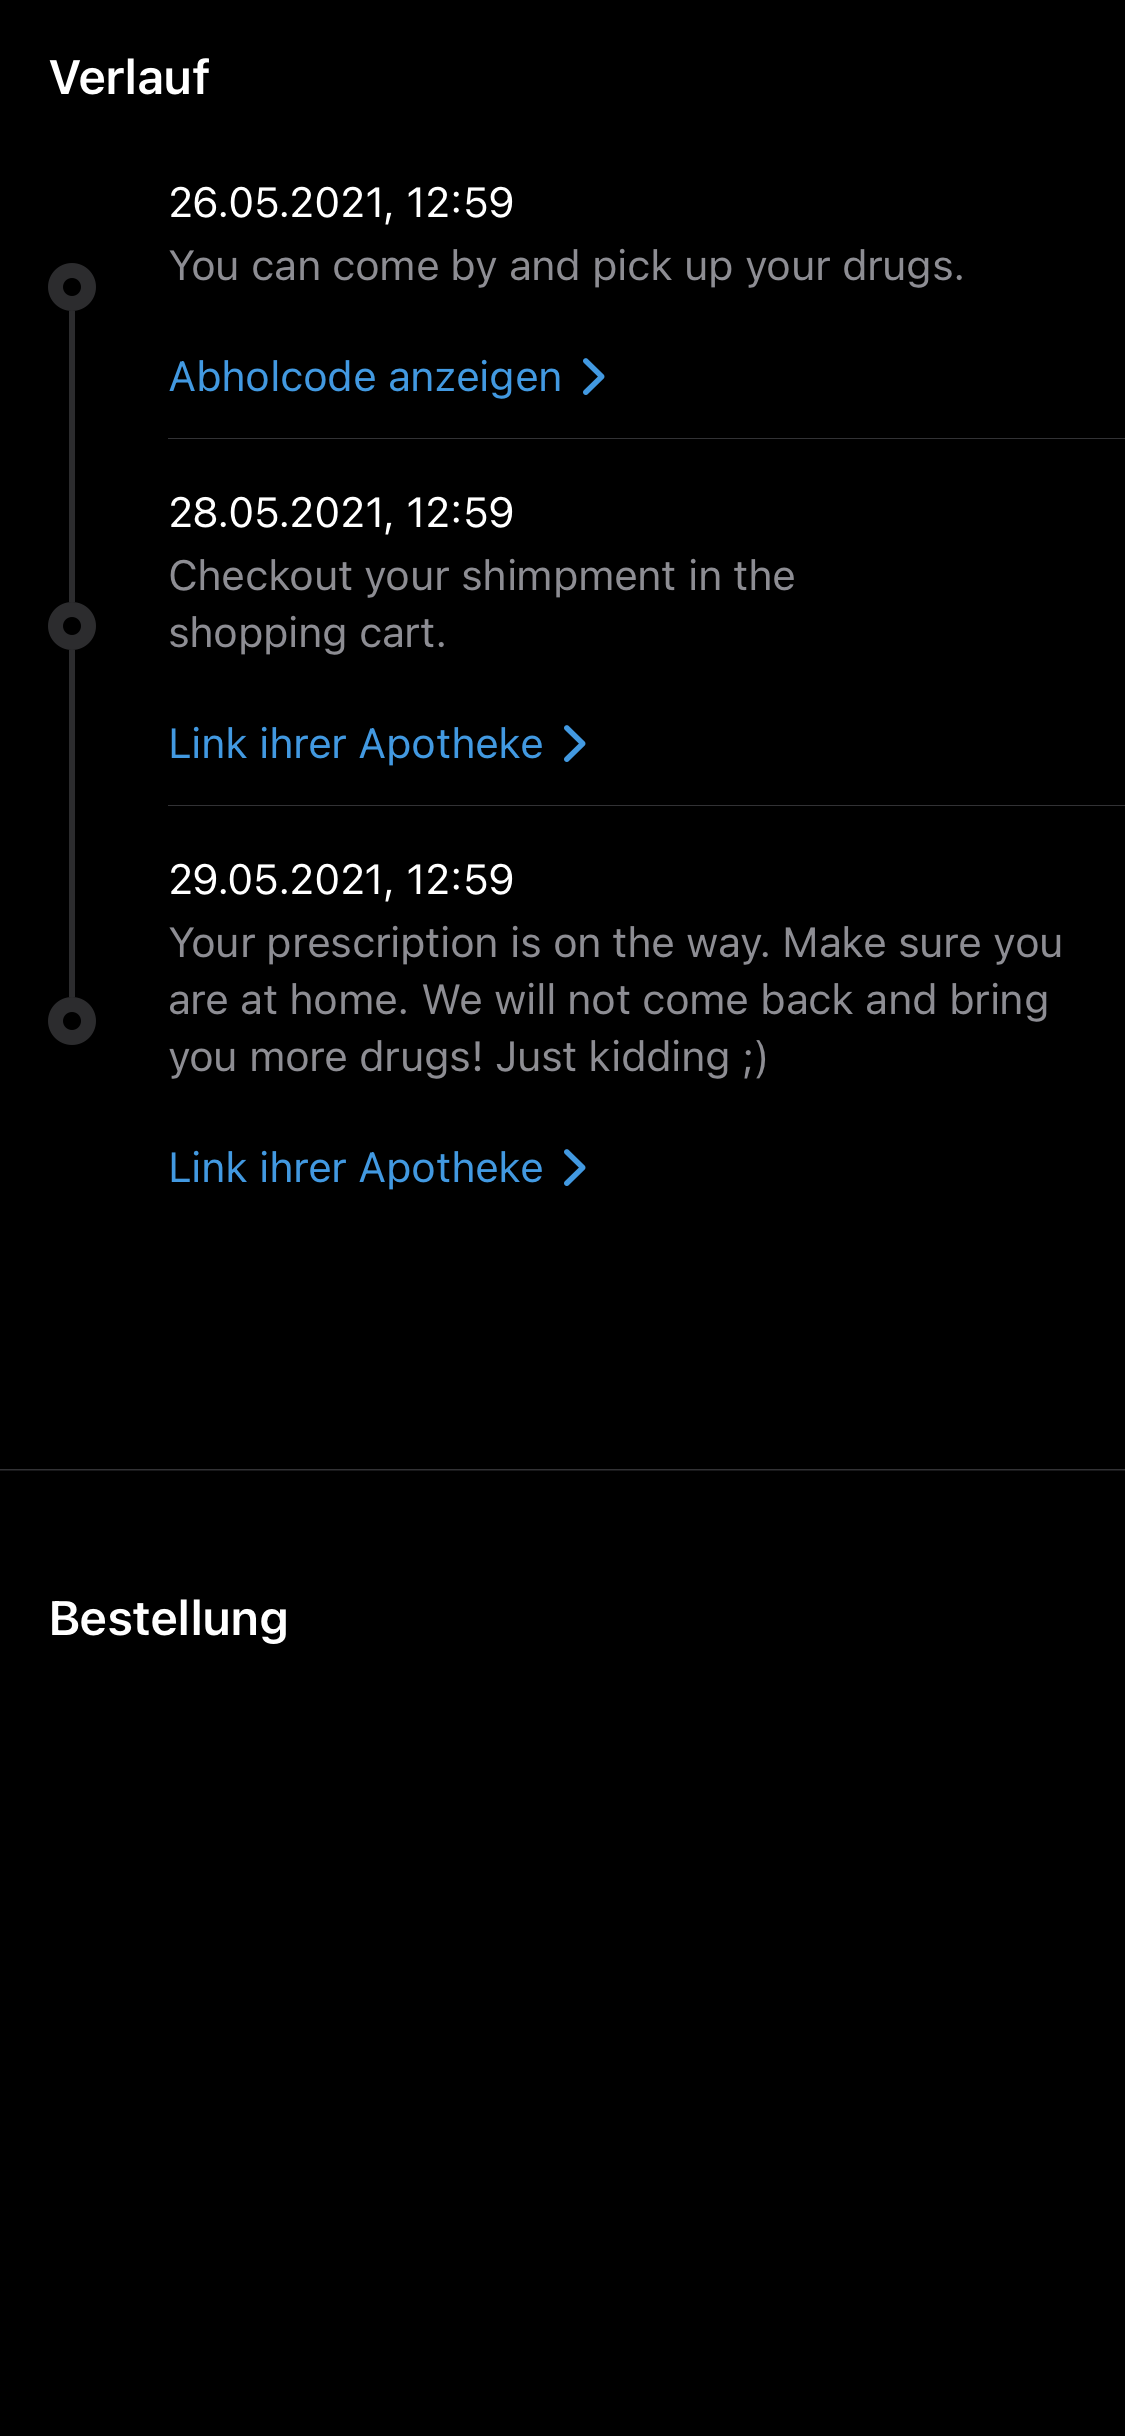 Verlauf
26.05.2021, 12:59
You can come by and pick up your drugs.
Abholcode anzeigen
28.05.2021, 12:59
Checkout your shimpment in the
shopping cart.
Link ihrer Apotheke
29.05.2021, 12:59
Your prescription is on the way. Make sure you
are at home. We will not come back and bring
you more drugs! Just kidding ;)
Link ihrer Apotheke
Bestellung